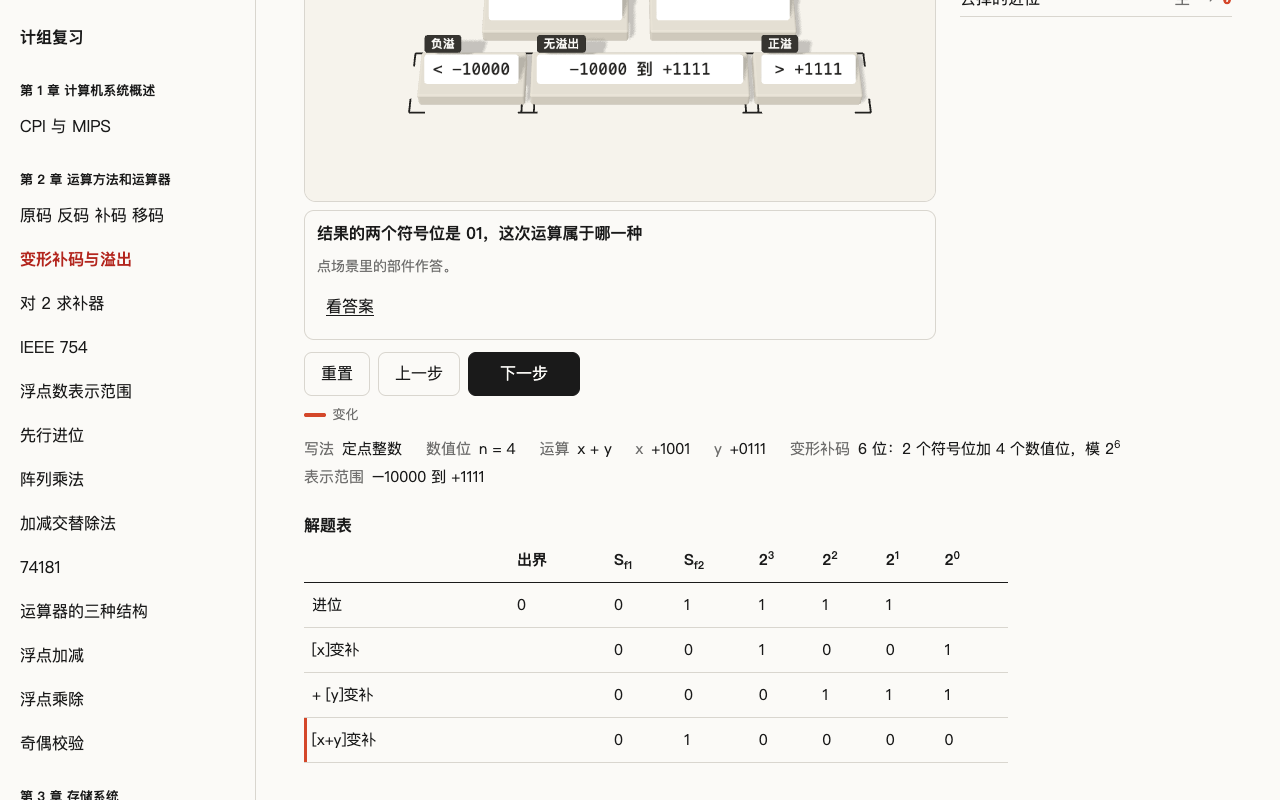 计组复习
第 1 章 计算机系统概述
CPI 与 MIPS
第 2 章 运算方法和运算器
原码 反码 补码 移码
变形补码与溢出
对 2 求补器
IEEE 754
浮点数表示范围
先行进位
阵列乘法
加减交替除法
74181
运算器的三种结构
浮点加减
浮点乘除
奇偶校验
第 3 章 存储系统
负溢 无溢出 正溢
< −10000 −10000 到 +1111 > +1111
结果的两个符号位是 01，这次运算属于哪一种
点场景里的部件作答。
看答案
重置 上一步 下一步
变化
写法 定点整数 数值位 n = 4 运算 x + y x +1001 y +0111 变形补码 6 位：2 个符号位加 4 个数值位，模 2⁶
表示范围 −10000 到 +1111
解题表
出界 Sf1 Sf2 2³ 2² 2¹ 2⁰
进位 0 0 1 1 1 1
[x]变补 0 0 1 0 0 1
+ [y]变补 0 0 0 1 1 1
[x+y]变补 0 1 0 0 0 0